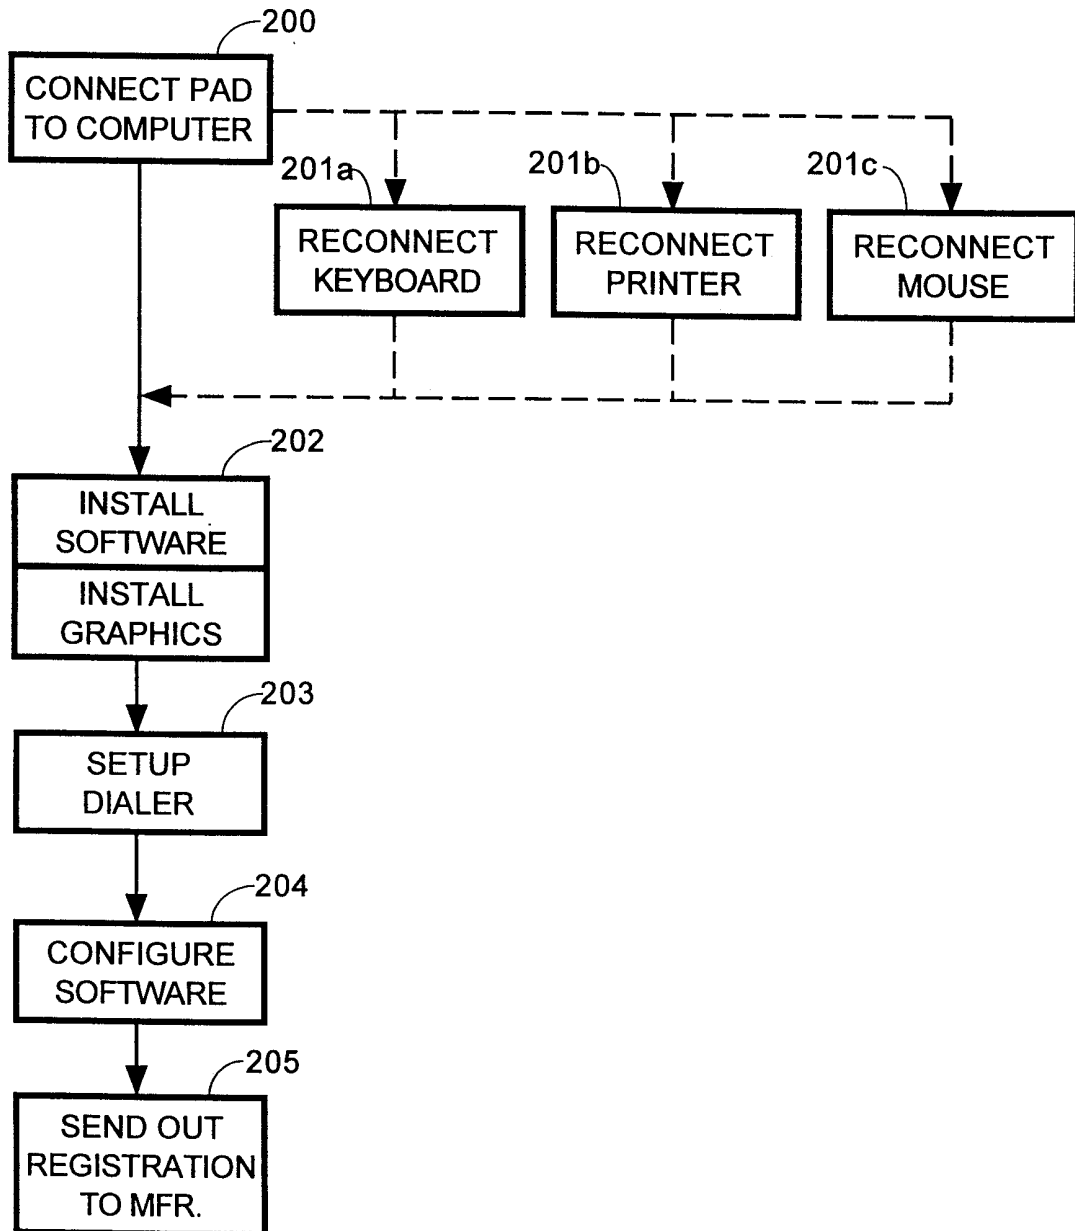 200
CONNECT PAD
TO COMPUTER
201a
RECONNECT
KEYBOARD
201b
RECONNECT
PRINTER
201c
RECONNECT
MOUSE
202
INSTALL
SOFTWARE
INSTALL
GRAPHICS
203
SETUP
DIALER
204
CONFIGURE
SOFTWARE
205
SEND OUT
REGISTRATION
TO MFR.